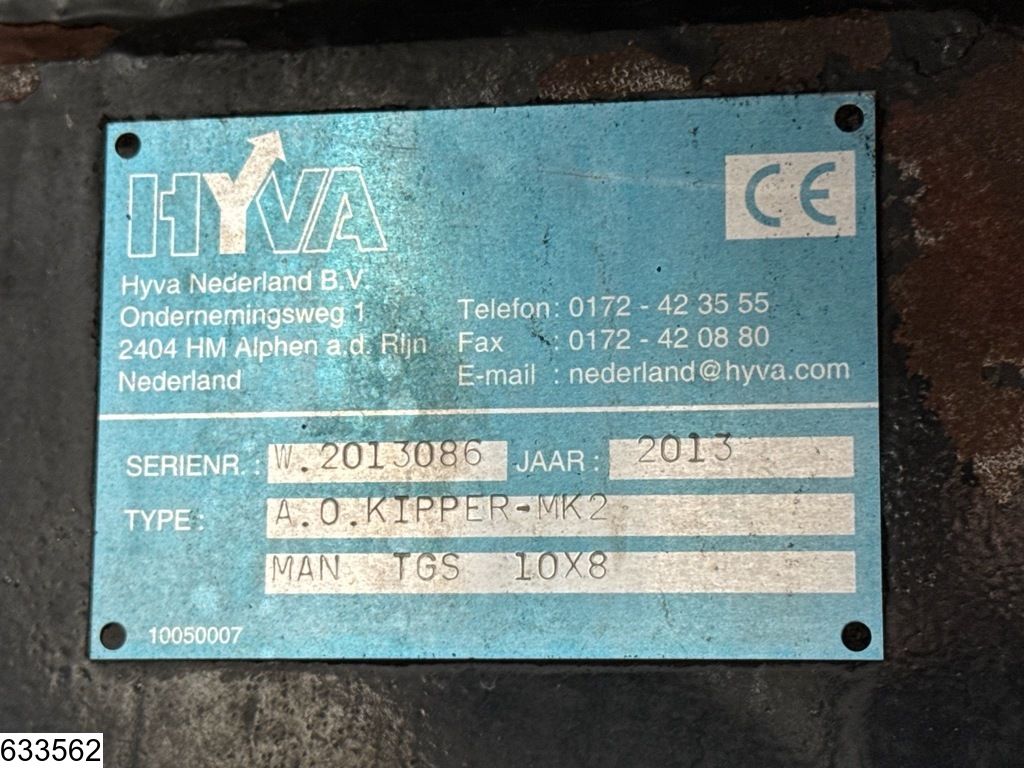 HYVA
CE
Hyva Nederland B.V.
Ondernemingsweg 1
2404 HM Alphen a.d. Rijn
Nederland
Telefon: 0172 - 42 35 55
Fax : 0172 - 42 08 80
E-mail : nederland@hyva.com
SERIENR. : W.2013086 JAAR : 2013
TYPE : A.O.KIPPER-MK2
MAN TGS 10X8
10050007
633562